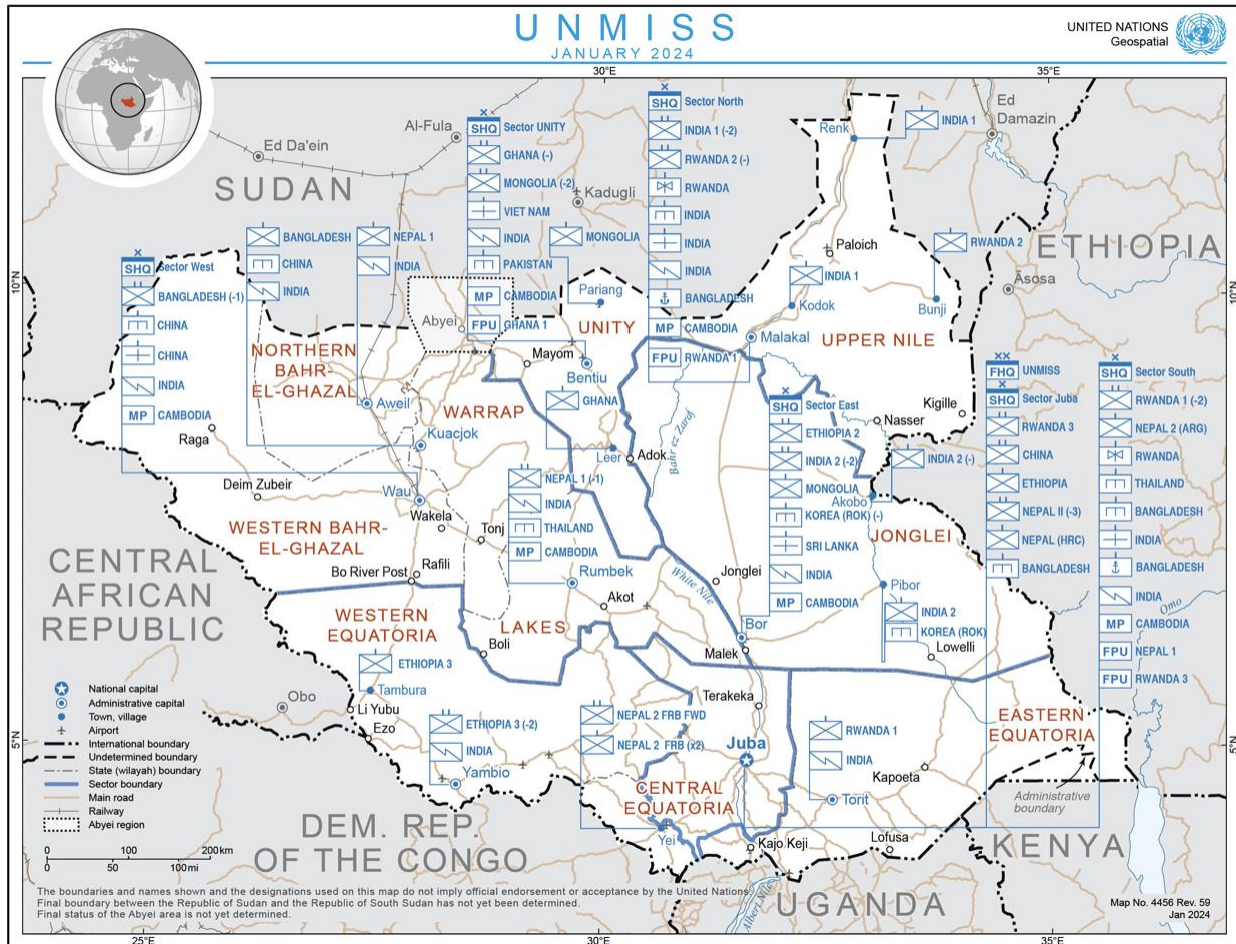 UNMISS
JANUARY 2024
UNITED NATIONS
Geospatial
30°E
35°E
10°N
10°N
5°N
5°N
25°E
30°E
35°E
SUDAN
ETHIOPIA
CENTRAL
AFRICAN
REPUBLIC
DEM. REP.
OF THE CONGO
UGANDA
KENYA
Ed Da'ein
Al-Fula
Kadugli
Ed
Damazin
Āsosa
Obo
Abyei
SHQ Sector West
BANGLADESH (-1)
CHINA
CHINA
INDIA
MP CAMBODIA
BANGLADESH
CHINA
INDIA
NEPAL 1
INDIA
SHQ Sector UNITY
GHANA (-)
MONGOLIA (-2)
VIET NAM
INDIA
PAKISTAN
MP CAMBODIA
FPU GHANA 1
MONGOLIA
GHANA
SHQ Sector North
INDIA 1 (-2)
RWANDA 2 (-)
RWANDA
INDIA
INDIA
INDIA
BANGLADESH
MP CAMBODIA
FPU RWANDA 1
INDIA 1
RWANDA 2
INDIA 1
SHQ Sector East
ETHIOPIA 2
INDIA 2 (-2)
MONGOLIA
KOREA (ROK) (-)
SRI LANKA
INDIA
MP CAMBODIA
INDIA 2 (-)
INDIA 2
KOREA (ROK)
FHQ UNMISS
SHQ Sector Juba
RWANDA 3
CHINA
ETHIOPIA
NEPAL II (-3)
NEPAL (HRC)
BANGLADESH
SHQ Sector South
RWANDA 1 (-2)
NEPAL 2 (ARG)
RWANDA
THAILAND
BANGLADESH
INDIA
BANGLADESH
INDIA
MP CAMBODIA
FPU NEPAL 1
FPU RWANDA 3
NEPAL 1 (-1)
INDIA
THAILAND
MP CAMBODIA
ETHIOPIA 3
ETHIOPIA 3 (-2)
INDIA
NEPAL 2 FRB FWD
NEPAL 2 FRB (x2)
RWANDA 1
INDIA
NORTHERN
BAHR-
EL-GHAZAL
WARRAP
UNITY
UPPER NILE
WESTERN BAHR-
EL-GHAZAL
WESTERN
EQUATORIA
LAKES
JONGLEI
CENTRAL
EQUATORIA
EASTERN
EQUATORIA
Renk
Paloich
Kodok
Bunji
Malakal
Pariang
Mayom
Bentiu
Leer
Adok
Nasser
Kigille
Akobo
Aweil
Kuacjok
Raga
Deim Zubeir
Wau
Wakela
Tonj
Rafili
Bo River Post
Rumbek
Akot
Boli
Jonglei
Pibor
Bor
Malek
Lowelli
Terakeka
Tambura
Li Yubu
Ezo
Yambio
Juba
Kapoeta
Torit
Yei
Kajo Keji
Lofusa
Bahr ez Zaraf
White Nile
Albert Nile
Omo
Administrative
boundary
National capital
Administrative capital
Town, village
Airport
International boundary
Undetermined boundary
State (wilayah) boundary
Sector boundary
Main road
Railway
Abyei region
0 100 200km
0 50 100mi
The boundaries and names shown and the designations used on this map do not imply official endorsement or acceptance by the United Nations.
Final boundary between the Republic of Sudan and the Republic of South Sudan has not yet been determined.
Final status of the Abyei area is not yet determined.
Map No. 4456 Rev. 59
Jan 2024